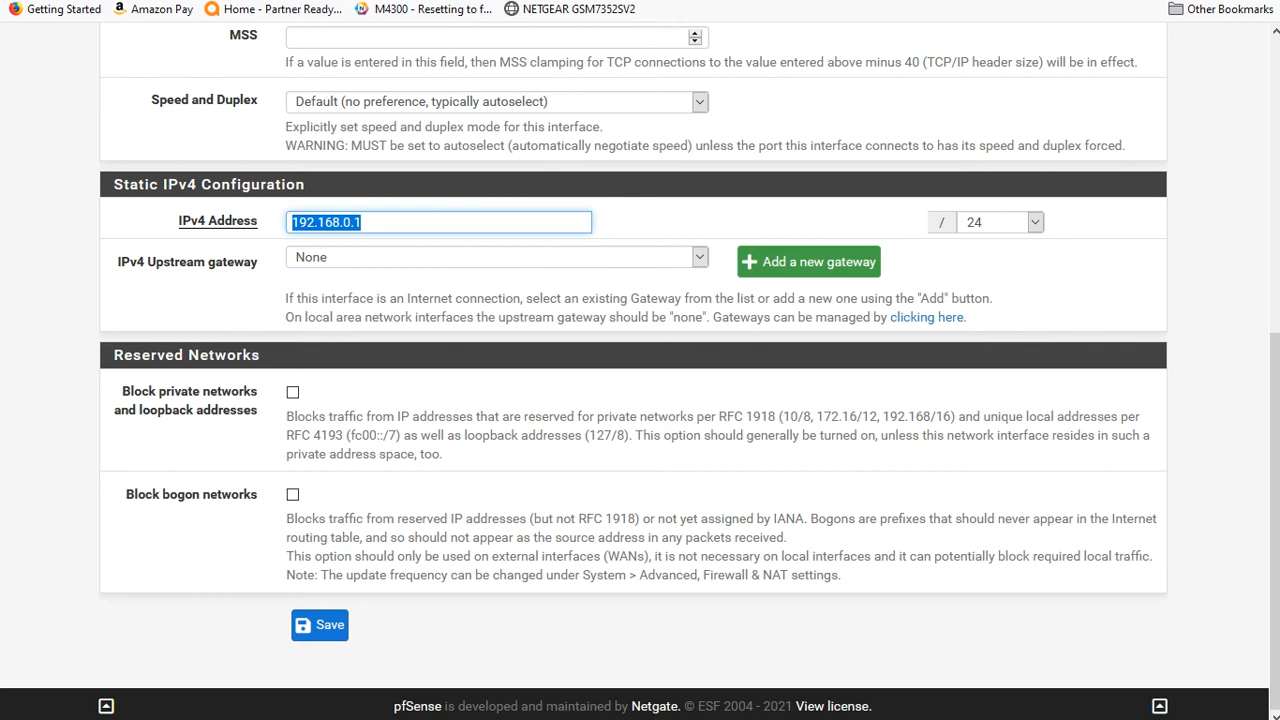 Getting Started Amazon Pay Home - Partner Ready... M4300 - Resetting to f... NETGEAR GSM7352SV2 Other Bookmarks
MSS
If a value is entered in this field, then MSS clamping for TCP connections to the value entered above minus 40 (TCP/IP header size) will be in effect.
Speed and Duplex Default (no preference, typically autoselect)
Explicitly set speed and duplex mode for this interface.
WARNING: MUST be set to autoselect (automatically negotiate speed) unless the port this interface connects to has its speed and duplex forced.
Static IPv4 Configuration
IPv4 Address 192.168.0.1 / 24
IPv4 Upstream gateway None Add a new gateway
If this interface is an Internet connection, select an existing Gateway from the list or add a new one using the "Add" button.
On local area network interfaces the upstream gateway should be "none". Gateways can be managed by clicking here.
Reserved Networks
Block private networks
and loopback addresses
Blocks traffic from IP addresses that are reserved for private networks per RFC 1918 (10/8, 172.16/12, 192.168/16) and unique local addresses per
RFC 4193 (fc00::/7) as well as loopback addresses (127/8). This option should generally be turned on, unless this network interface resides in such a
private address space, too.
Block bogon networks
Blocks traffic from reserved IP addresses (but not RFC 1918) or not yet assigned by IANA. Bogons are prefixes that should never appear in the Internet
routing table, and so should not appear as the source address in any packets received.
This option should only be used on external interfaces (WANs), it is not necessary on local interfaces and it can potentially block required local traffic.
Note: The update frequency can be changed under System > Advanced, Firewall & NAT settings.
Save
pfSense is developed and maintained by Netgate. © ESF 2004 - 2021 View license.